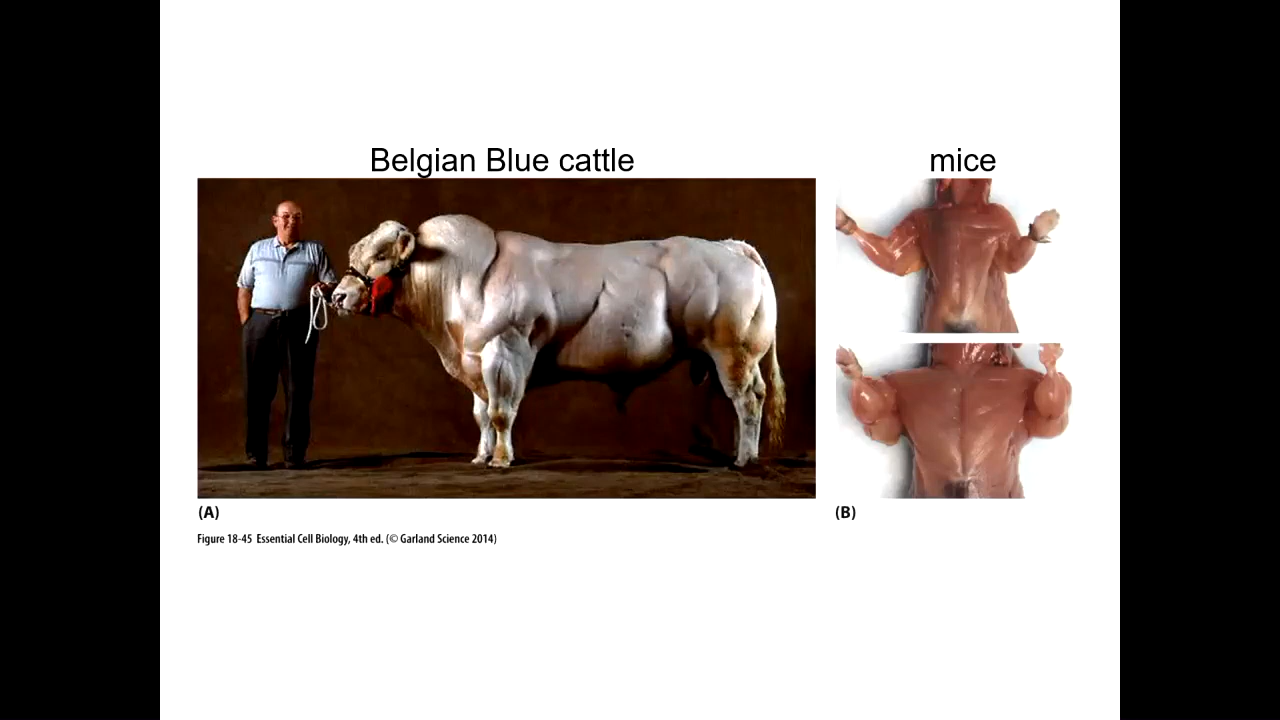 Belgian Blue cattle
mice
(A)
(B)
Figure 18-45 Essential Cell Biology, 4th ed. (© Garland Science 2014)